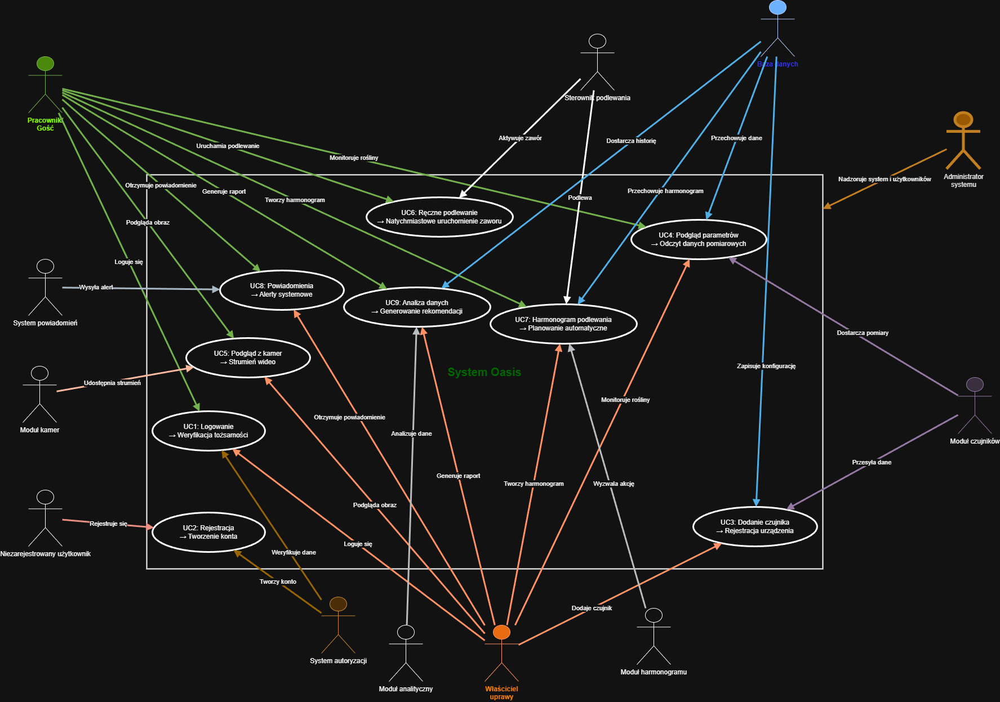 Baza danych
Sterownik podlewania
Pracownik/
Gość
Aktywuje zawór
Dostarcza historię
Przechowuje dane
Uruchamia podlewanie
Monitoruje rośliny
Administrator
systemu
Nadzoruje system i użytkowników
Otrzymuje powiadomienie
Generuje raport
Tworzy harmonogram
Podlewa
Przechowuje harmonogram
UC6: Ręczne podlewanie
→ Natychmiastowe uruchomienie zaworu
Podgląda obraz
UC4: Podgląd parametrów
→ Odczyt danych pomiarowych
Loguje się
Wysyła alert
UC8: Powiadomienia
→ Alerty systemowe
UC9: Analiza danych
→ Generowanie rekomendacji
UC7: Harmonogram podlewania
→ Planowanie automatyczne
System powiadomień
Dostarcza pomiary
UC5: Podgląd z kamer
→ Strumień wideo
Zapisuje konfigurację
System Oasis
Udostępnia strumień
Monitoruje rośliny
Otrzymuje powiadomienie
Moduł kamer
UC1: Logowanie
→ Weryfikacja tożsamości
Analizuje dane
Moduł czujników
Przesyła dane
Generuje raport
Tworzy harmonogram
Wyzwala akcję
Podgląda obraz
Rejestruje się
UC2: Rejestracja
→ Tworzenie konta
UC3: Dodanie czujnika
→ Rejestracja urządzenia
Loguje się
Niezarejestrowany użytkownik
Weryfikuje dane
Tworzy konto
Dodaje czujnik
System autoryzacji
Moduł harmonogramu
Moduł analityczny
Właściciel
uprawy